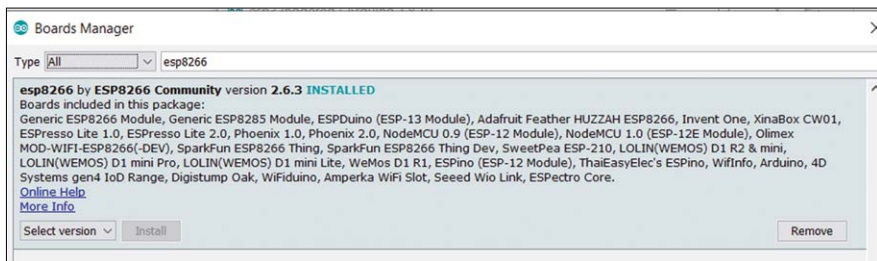 Boards Manager
Type All esp8266
esp8266 by ESP8266 Community version 2.6.3 INSTALLED
Boards included in this package:
Generic ESP8266 Module, Generic ESP8285 Module, ESPDuino (ESP-13 Module), Adafruit Feather HUZZAH ESP8266, Invent One, XinaBox CW01,
ESPresso Lite 1.0, ESPresso Lite 2.0, Phoenix 1.0, Phoenix 2.0, NodeMCU 0.9 (ESP-12 Module), NodeMCU 1.0 (ESP-12E Module), Olimex
MOD-WIFI-ESP8266(-DEV), SparkFun ESP8266 Thing, SparkFun ESP8266 Thing Dev, SweetPea ESP-210, LOLIN(WEMOS) D1 R2 & mini,
LOLIN(WEMOS) D1 mini Pro, LOLIN(WEMOS) D1 mini Lite, WeMos D1 R1, ESPino (ESP-12 Module), ThaiEasyElec's ESPino, WifInfo, Arduino, 4D
Systems gen4 IoD Range, Digistump Oak, WiFiduino, Amperka WiFi Slot, Seeed Wio Link, ESPectro Core.
Online Help
More Info
Select version Install Remove